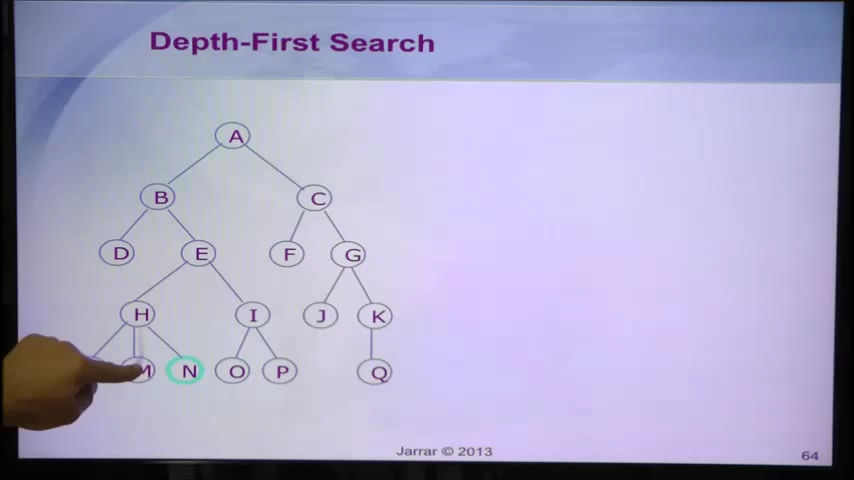 Depth-First Search
A
B C
D E F G
H I J K
M N O P Q
Jarrar © 2013
64